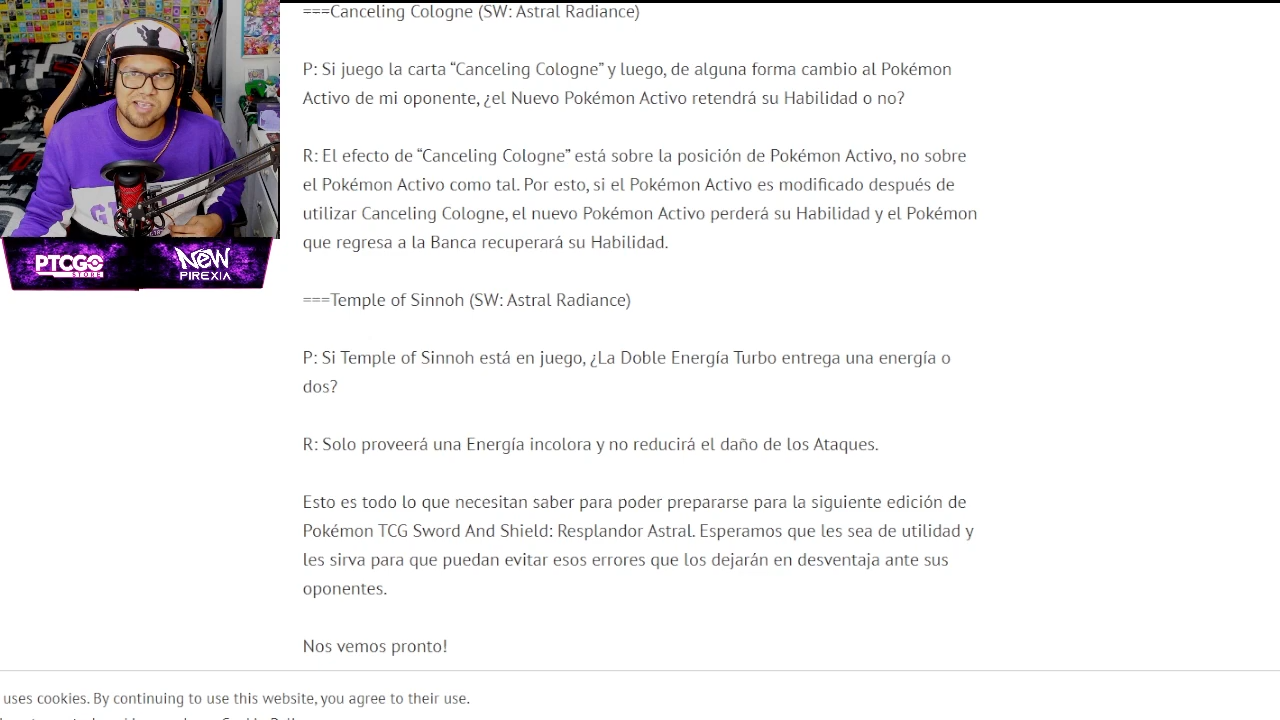 ===Canceling Cologne (SW: Astral Radiance)
P: Si juego la carta “Canceling Cologne” y luego, de alguna forma cambio al Pokémon
Activo de mi oponente, ¿el Nuevo Pokémon Activo retendrá su Habilidad o no?
R: El efecto de “Canceling Cologne” está sobre la posición de Pokémon Activo, no sobre
el Pokémon Activo como tal. Por esto, si el Pokémon Activo es modificado después de
utilizar Canceling Cologne, el nuevo Pokémon Activo perderá su Habilidad y el Pokémon
que regresa a la Banca recuperará su Habilidad.
PTCGO
STORE
NEW
PIREXIA
===Temple of Sinnoh (SW: Astral Radiance)
P: Si Temple of Sinnoh está en juego, ¿La Doble Energía Turbo entrega una energía o
dos?
R: Solo proveerá una Energía incolora y no reducirá el daño de los Ataques.
Esto es todo lo que necesitan saber para poder prepararse para la siguiente edición de
Pokémon TCG Sword And Shield: Resplandor Astral. Esperamos que les sea de utilidad y
les sirva para que puedan evitar esos errores que los dejarán en desventaja ante sus
oponentes.
Nos vemos pronto!
uses cookies. By continuing to use this website, you agree to their use.